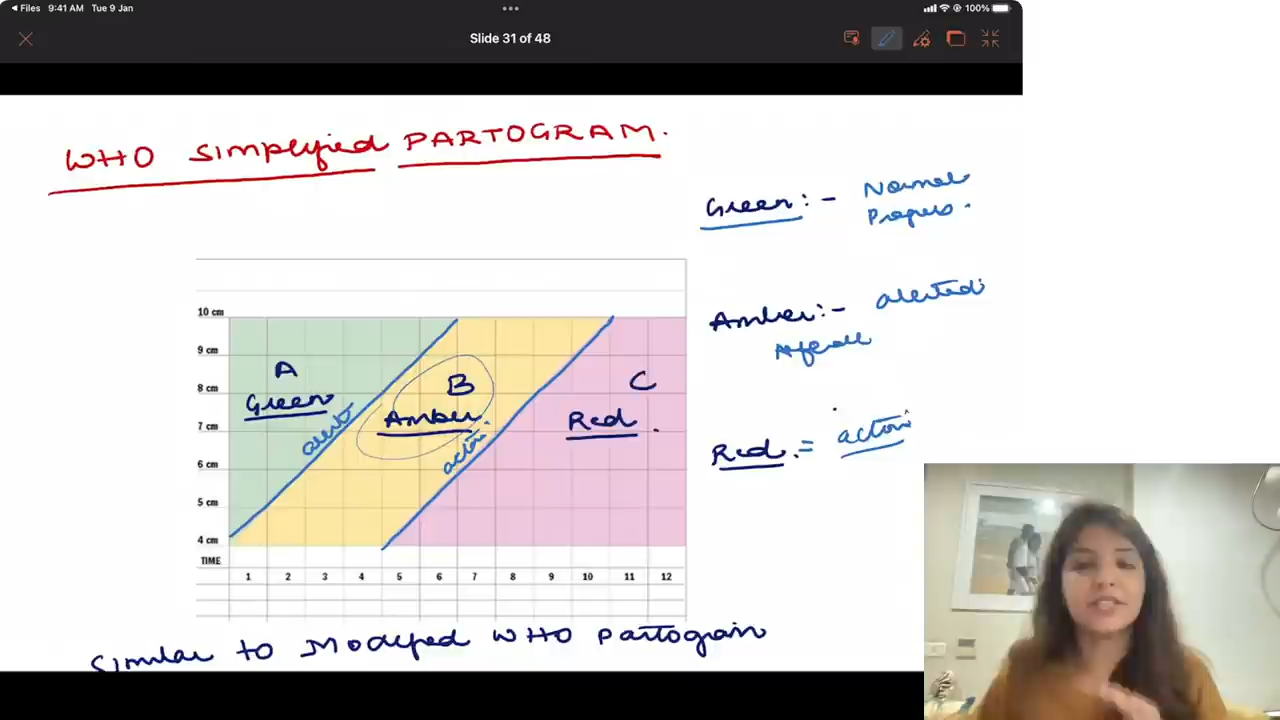 Files 9:41 AM Tue 9 Jan
100%
Slide 31 of 48
WHO Simplified PARTOGRAM.
Green :- Normal
Progress.
Amber :- alerted
Red. = action
10 cm
9 cm
8 cm
7 cm
6 cm
5 cm
4 cm
A
Green
alert
B
Amber
action
C
Red.
TIME 1 2 3 4 5 6 7 8 9 10 11 12
Similar to Modified WHO Partogram